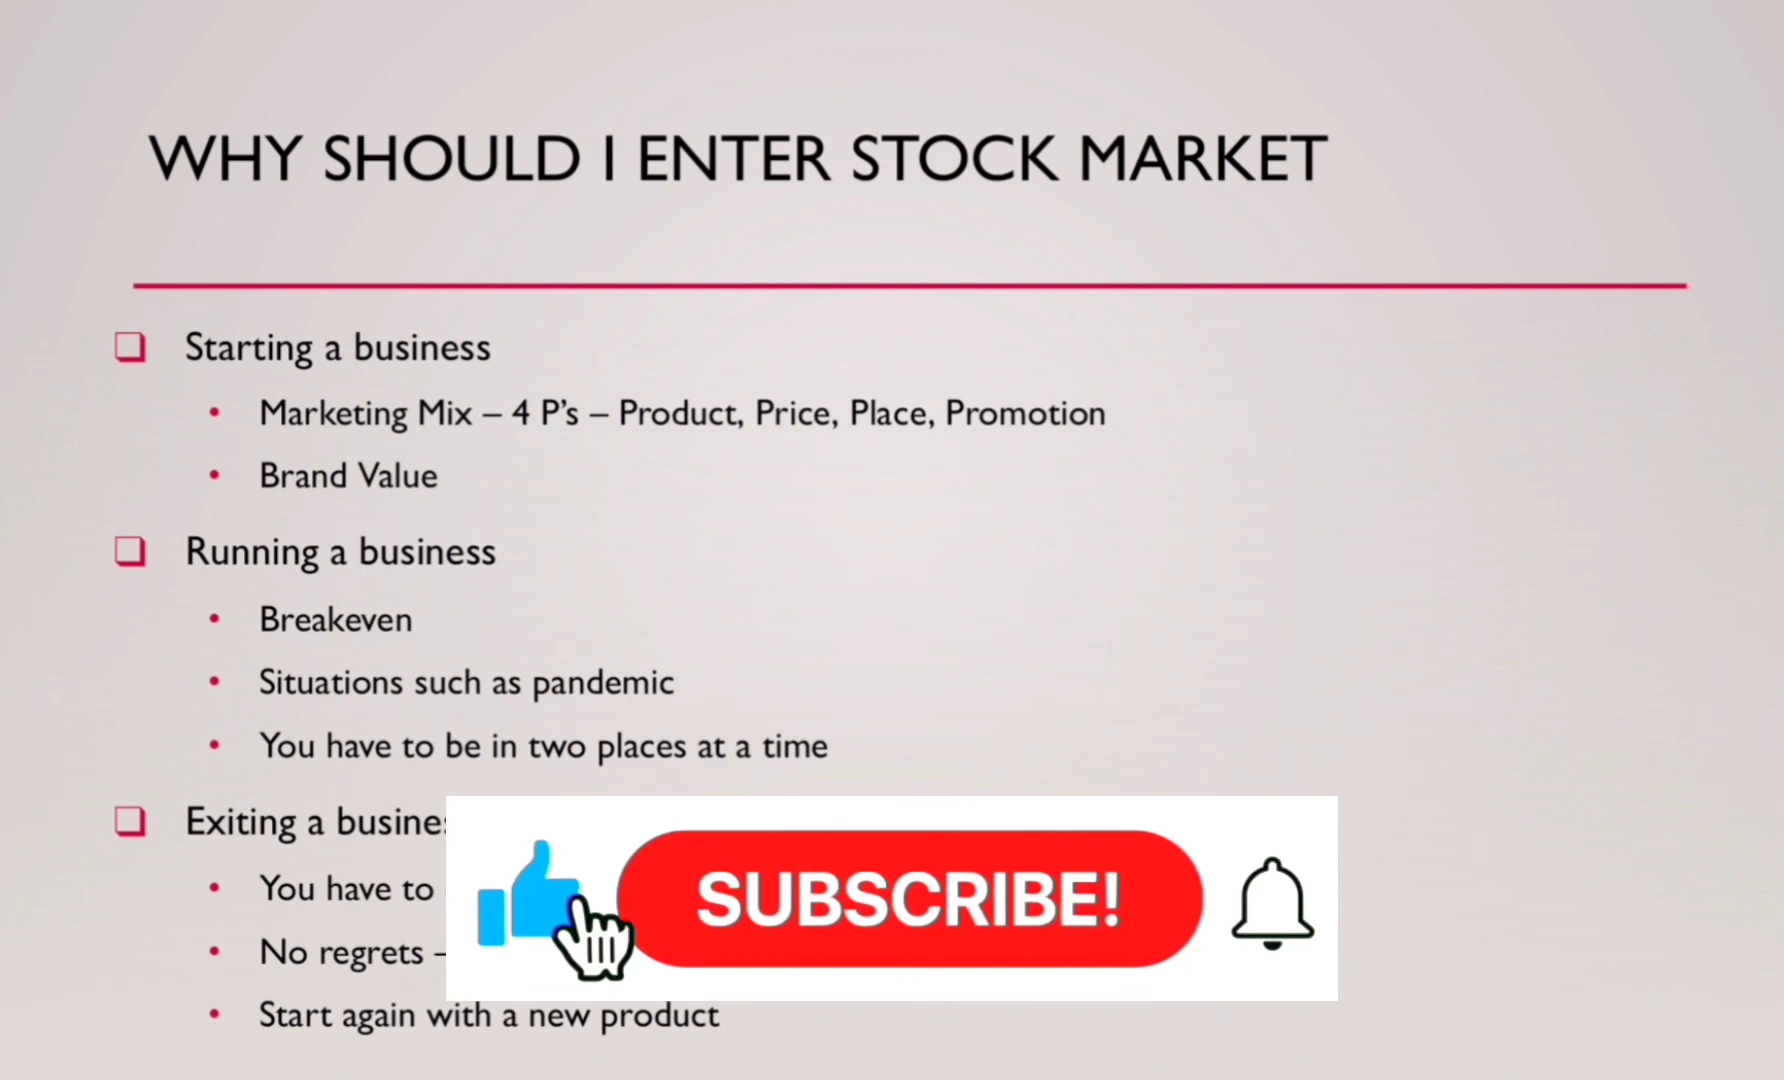 WHY SHOULD I ENTER STOCK MARKET
Starting a business
Marketing Mix – 4 P’s – Product, Price, Place, Promotion
Brand Value
Running a business
Breakeven
Situations such as pandemic
You have to be in two places at a time
Exiting a
You have to
No regrets –
SUBSCRIBE!
Start again with a new product